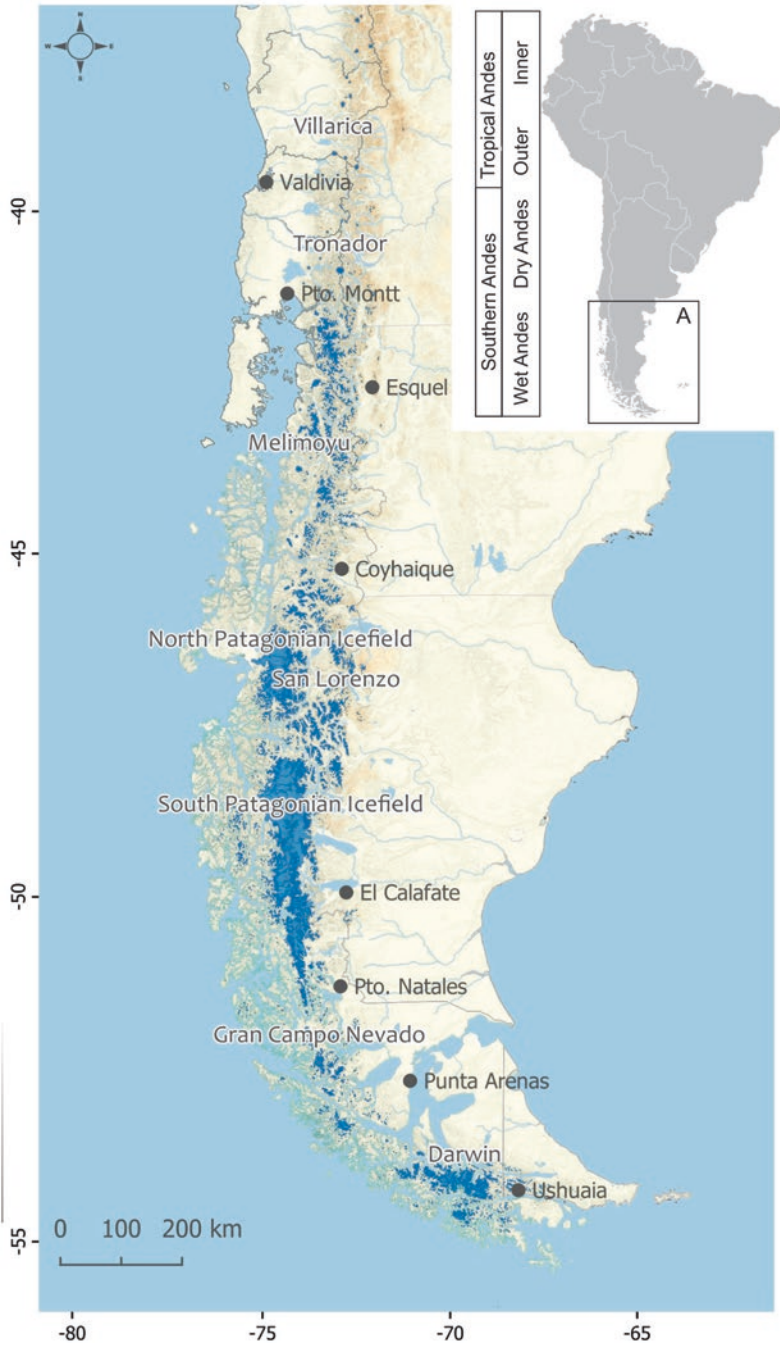 N
W
E
S
Villarica
Valdivia
-40
Tronador
Pto. Montt
Esquel
Melimoyu
-45
Coyhaique
North Patagonian Icefield
San Lorenzo
South Patagonian Icefield
-50
El Calafate
Pto. Natales
Gran Campo Nevado
Punta Arenas
Darwin
Ushuaia
0 100 200 km
-55
-80 -75 -70 -65
Tropical Andes
Inner
Outer
Southern Andes
Dry Andes
Wet Andes
A